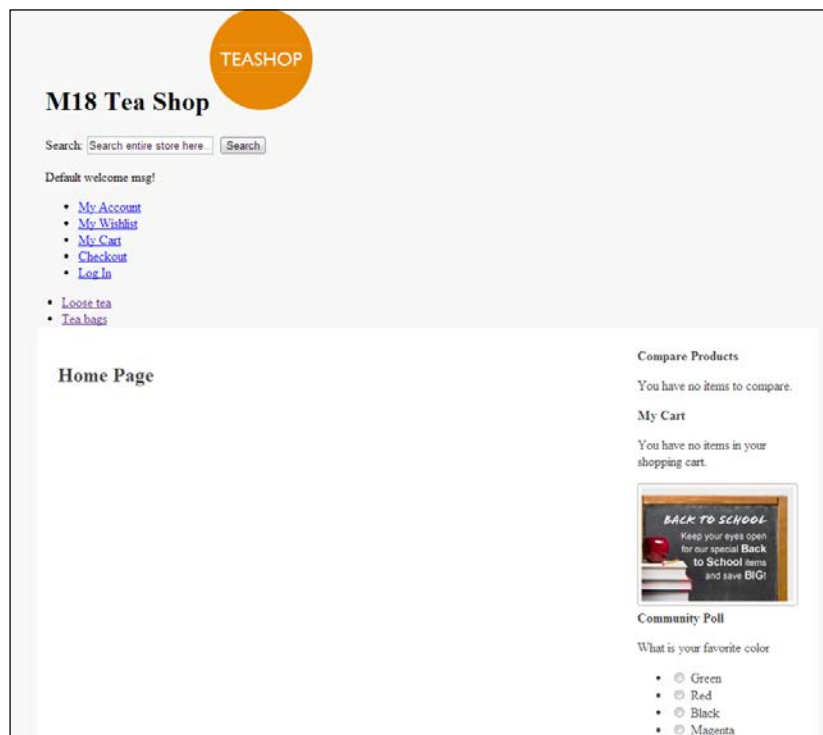 TEASHOP
M18 Tea Shop
Search: Search entire store here... Search
Default welcome msg!
My Account
My Wishlist
My Cart
Checkout
Log In
Loose tea
Tea bags
Home Page
Compare Products
You have no items to compare.
My Cart
You have no items in your
shopping cart.
BACK TO SCHOOL
Keep your eyes open
for our special Back
to School items
and save BIG!
Community Poll
What is your favorite color
Green
Red
Black
Magenta